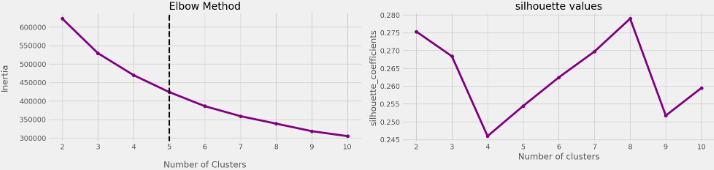 Elbow Method
600000
550000
500000
450000
400000
350000
300000
Inertia
2 3 4 5 6 7 8 9 10
Number of Clusters
silhouette values
0.280
0.275
0.270
0.265
0.260
0.255
0.250
0.245
silhouette_coefficients
2 3 4 5 6 7 8 9 10
Number of clusters